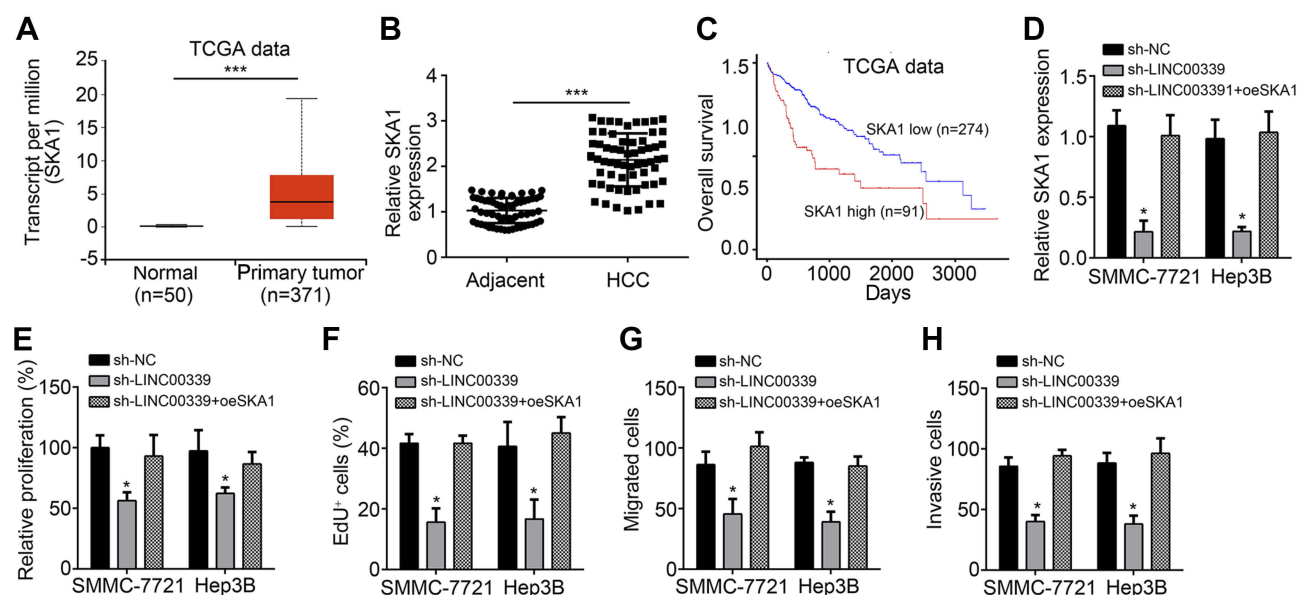 A
TCGA data
***
Transcript per million
(SKA1)
25
20
15
10
5
0
-5
Normal
(n=50)
Primary tumor
(n=371)
B
***
Relative SKA1
expression
4
3
2
1
0
Adjacent
HCC
C
TCGA data
Overall survival
1.5
1.0
0.5
0.0
SKA1 low (n=274)
SKA1 high (n=91)
0
1000
2000
3000
Days
D
sh-NC
sh-LINC00339
sh-LINC003391+oeSKA1
Relative SKA1 expression
1.5
1.0
0.5
0.0
*
*
SMMC-7721
Hep3B
E
sh-NC
sh-LINC00339
sh-LINC00339+oeSKA1
Relative proliferation (%)
150
100
50
0
*
*
SMMC-7721
Hep3B
F
sh-NC
sh-LINC00339
sh-LINC00339+oeSKA1
EdU+ cells (%)
60
40
20
0
*
*
SMMC-7721
Hep3B
G
sh-NC
sh-LINC00339
sh-LINC00339+oeSKA1
Migrated cells
150
100
50
0
*
*
SMMC-7721
Hep3B
H
sh-NC
sh-LINC00339
sh-LINC00339+oeSKA1
Invasive cells
150
100
50
0
*
*
SMMC-7721
Hep3B